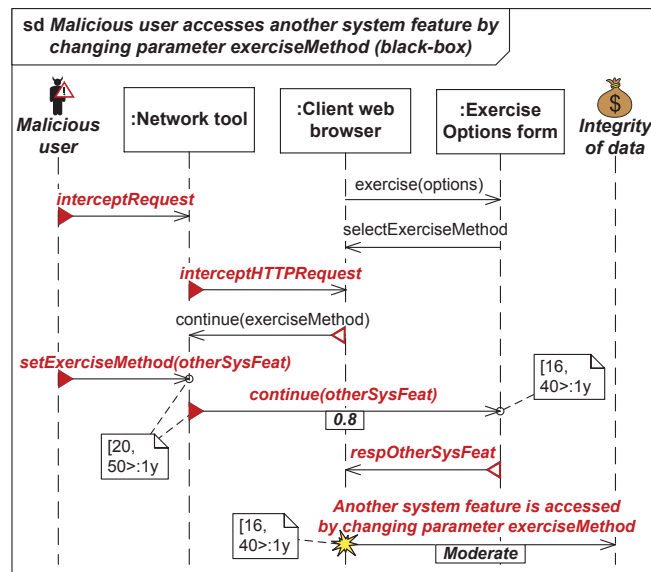 sd Malicious user accesses another system feature by
changing parameter exerciseMethod (black-box)
Malicious
user
:Network tool
:Client web
browser
:Exercise
Options form
$
Integrity
of data
exercise(options)
interceptRequest
selectExerciseMethod
interceptHTTPRequest
continue(exerciseMethod)
setExerciseMethod(otherSysFeat)
[16,
40>:1y
continue(otherSysFeat)
0.8
[20,
50>:1y
respOtherSysFeat
Another system feature is accessed
by changing parameter exerciseMethod
[16,
40>:1y
Moderate